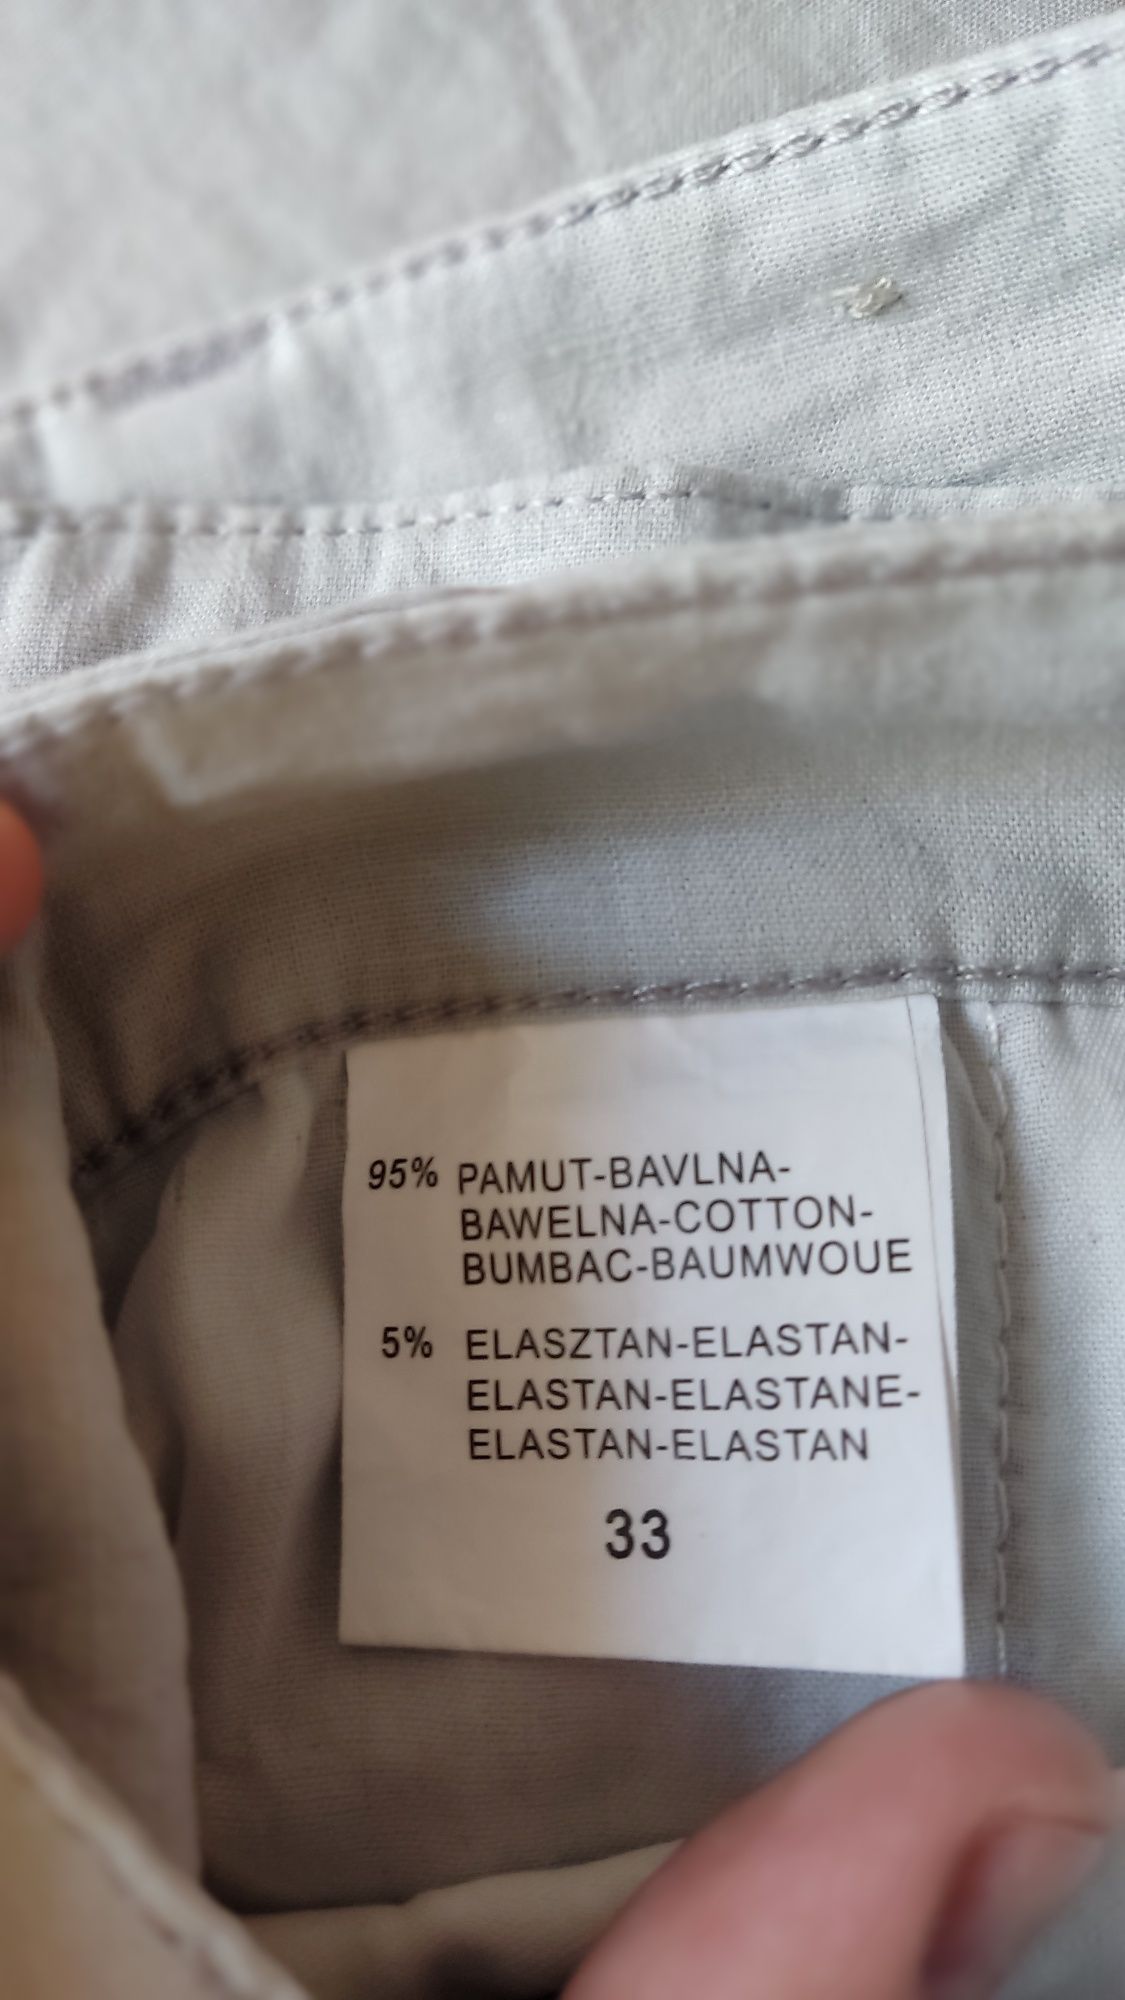 95% PAMUT-BAVLNA-
BAWELNA-COTTON-
BUMBAC-BAUMWOUE
5% ELASZTAN-ELASTAN-
ELASTAN-ELASTANE-
ELASTAN-ELASTAN
33